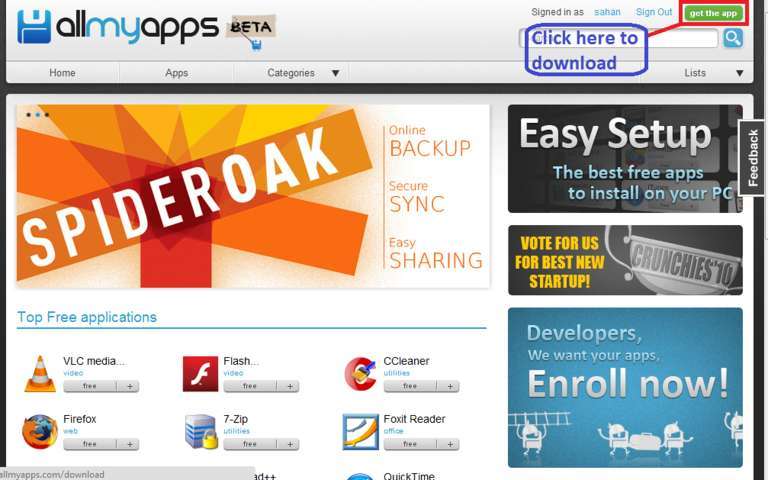 allmyapps BETA
Signed in as sahan Sign Out get the app
Click here to
download
Home Apps Categories Lists
Online
BACKUP
Secure
SYNC
Easy
SHARING
SPIDEROAK
Easy Setup
The best free apps
to install on your PC
Feedback
VOTE FOR US
FOR BEST NEW
STARTUP!
CRUNCHIES'10
Top Free applications
VLC media...
video
free +
Flash...
video
free +
CCleaner
utilities
free +
Firefox
web
free +
7-Zip
utilities
free +
Foxit Reader
office
free +
Developers,
We want your apps,
Enroll now!
allmyapps.com/download
ad++
QuickTime